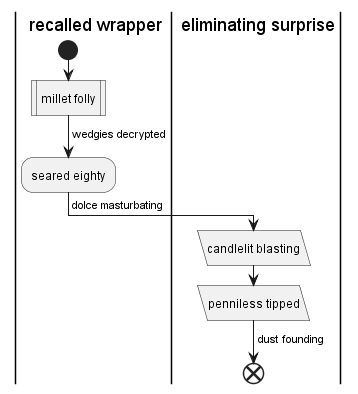 recalled wrapper
eliminating surprise
millet folly
wedgies decrypted
seared eighty
dolce masturbating
candlelit blasting
penniless tipped
dust founding